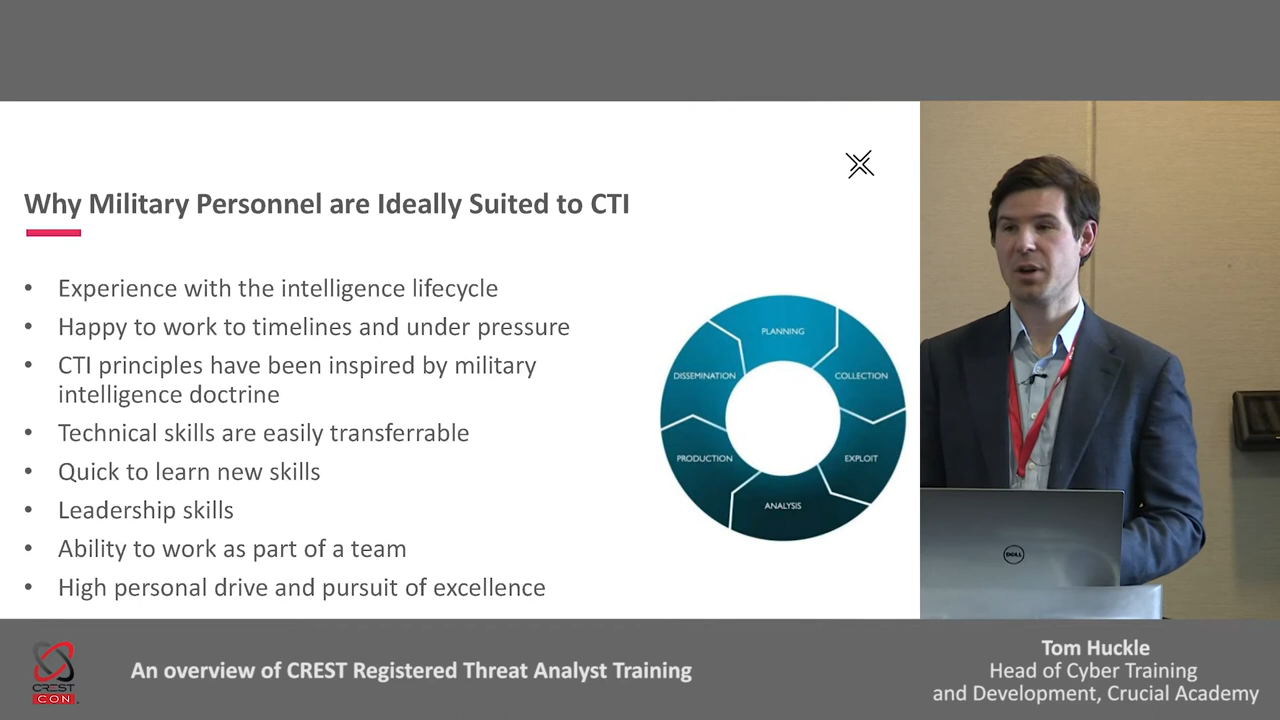 Why Military Personnel are Ideally Suited to CTI
• Experience with the intelligence lifecycle
• Happy to work to timelines and under pressure
• CTI principles have been inspired by military
intelligence doctrine
• Technical skills are easily transferrable
• Quick to learn new skills
• Leadership skills
• Ability to work as part of a team
• High personal drive and pursuit of excellence
PLANNING
COLLECTION
EXPLOIT
ANALYSIS
PRODUCTION
DISSEMINATION
DELL
CREST
CON
An overview of CREST Registered Threat Analyst Training
Tom Huckle
Head of Cyber Training
and Development, Crucial Academy